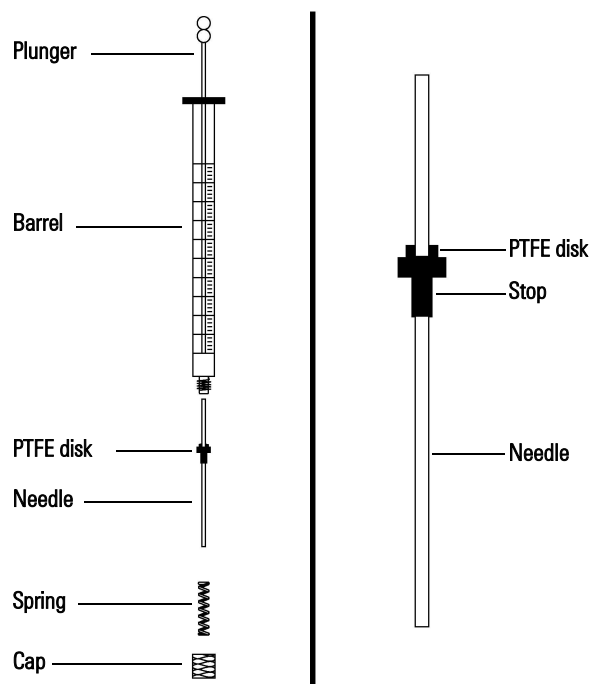 Plunger
Barrel
PTFE disk
Needle
Spring
Cap
PTFE disk
Stop
Needle